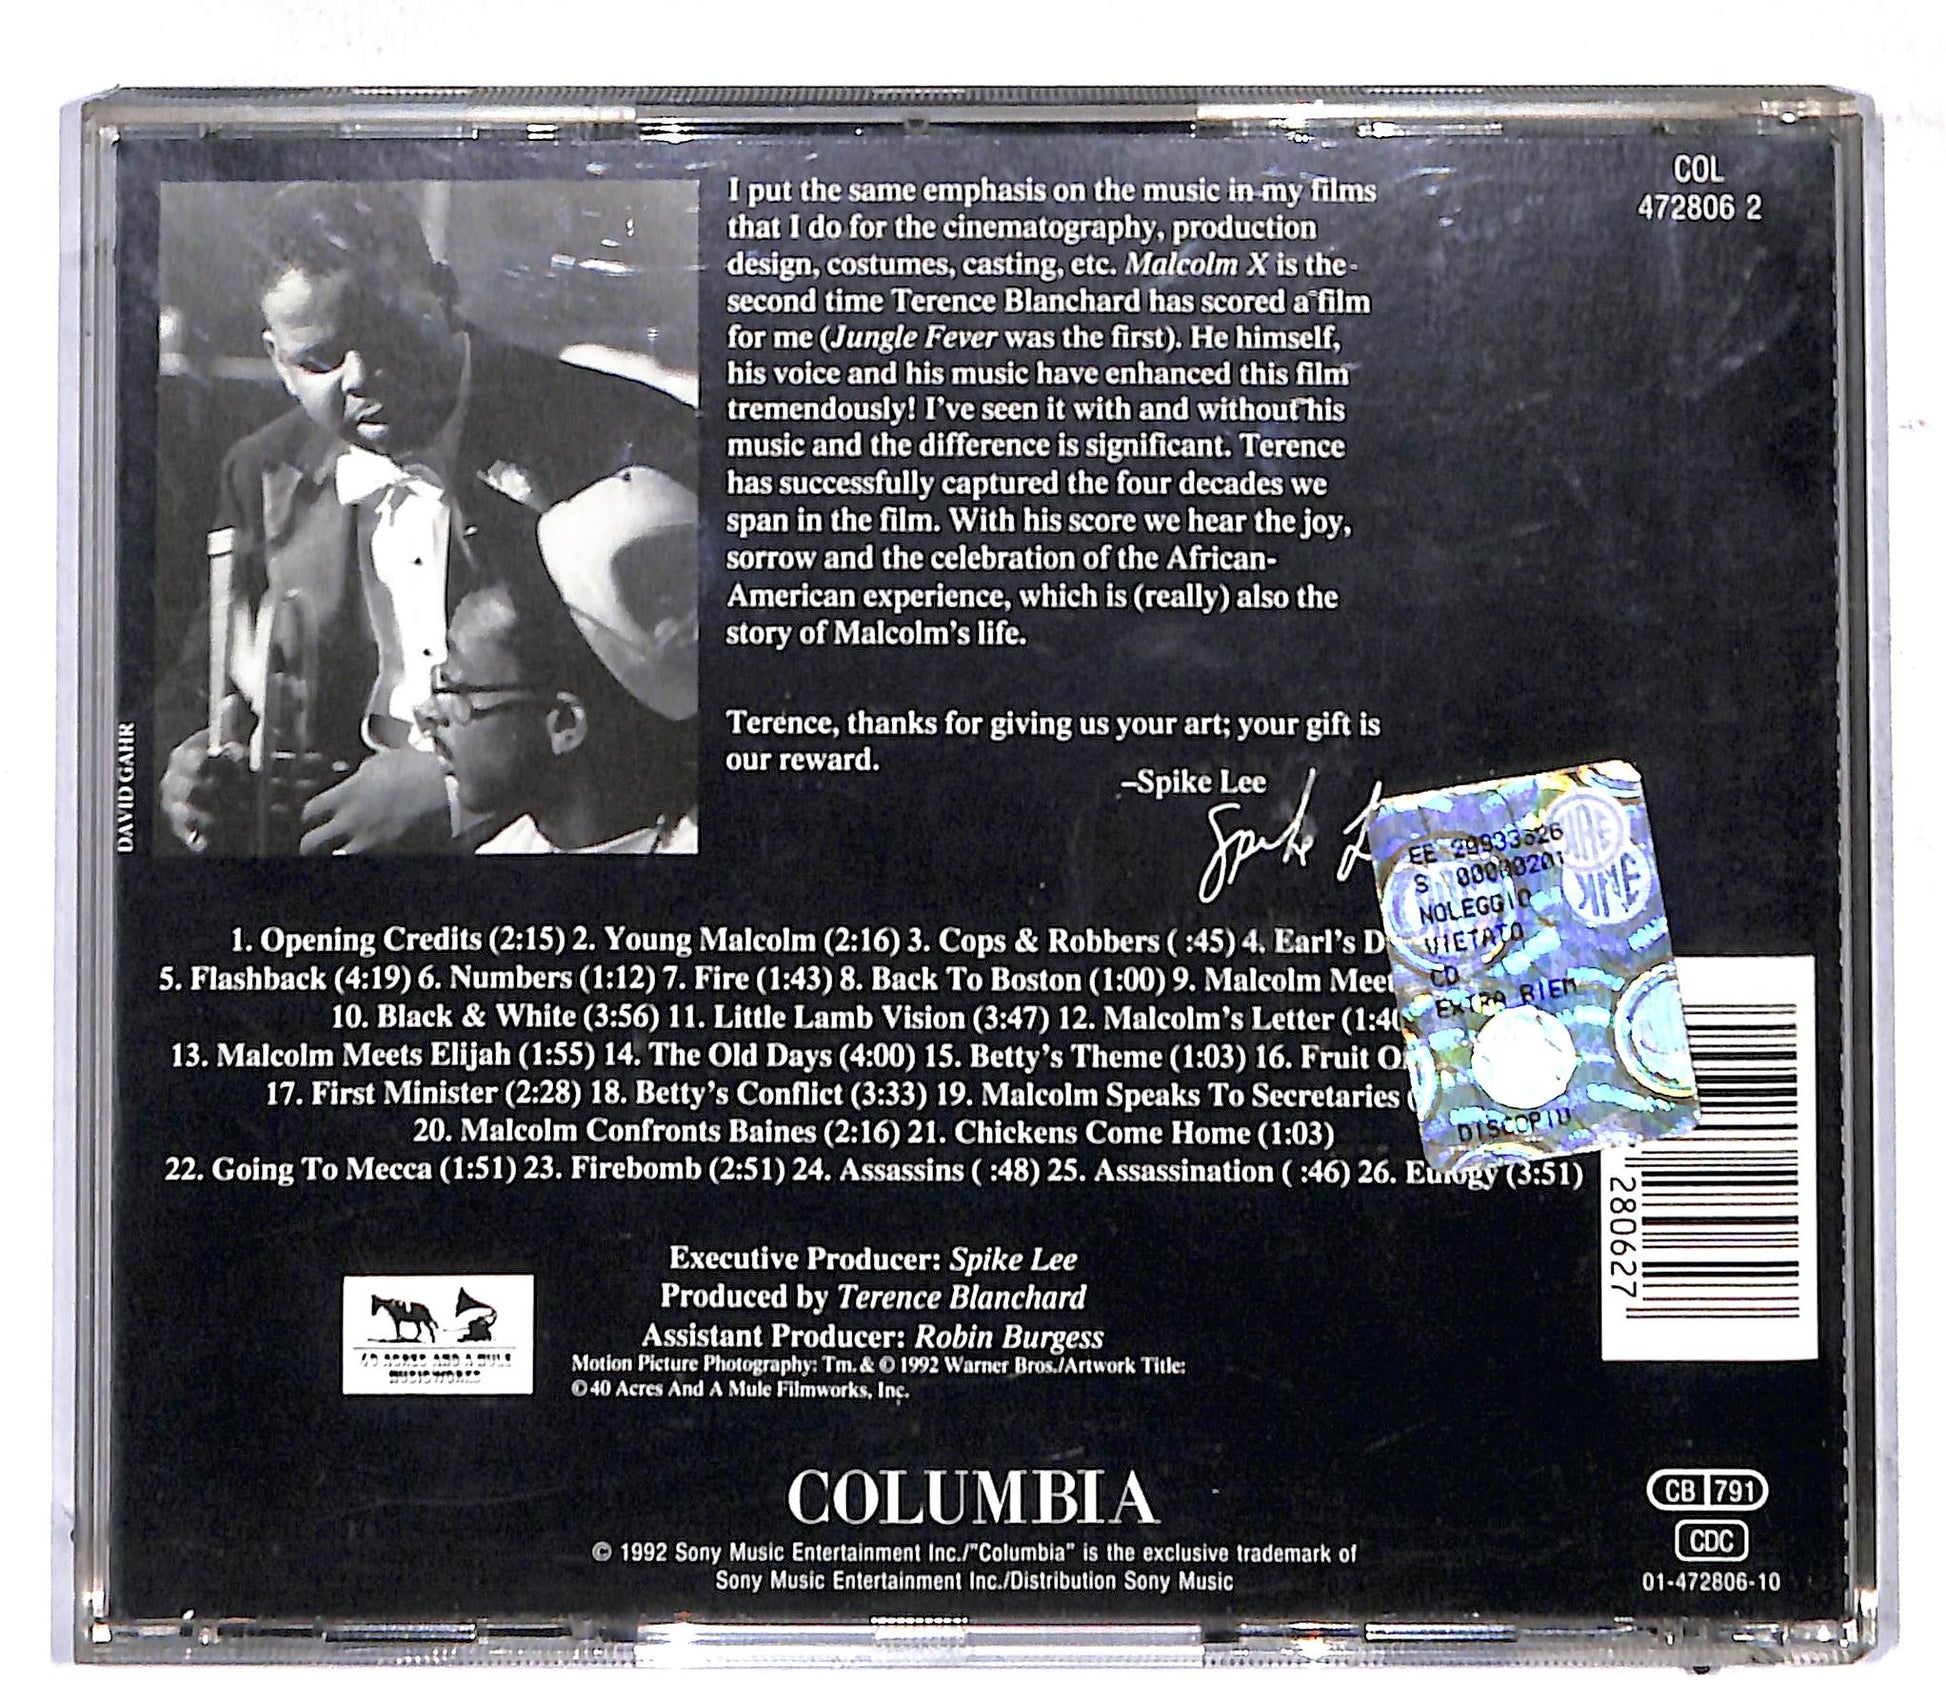 COL
472806 2
I put the same emphasis on the music in my films
that I do for the cinematography, production
design, costumes, casting, etc. Malcolm X is the
second time Terence Blanchard has scored a film
for me (Jungle Fever was the first). He himself,
his voice and his music have enhanced this film
tremendously! I've seen it with and without his
music and the difference is significant. Terence
has successfully captured the four decades we
span in the film. With his score we hear the joy,
sorrow and the celebration of the African-
American experience, which is (really) also the
story of Malcolm's life.
Terence, thanks for giving us your art; your gift is
our reward.
–Spike Lee
Spike
DAVID GAHR
NOLEGGIO
VIETATO
CD
EXTRA RIEM
DISCOPIU
1. Opening Credits (2:15) 2. Young Malcolm (2:16) 3. Cops & Robbers ( :45) 4. Earl's
5. Flashback (4:19) 6. Numbers (1:12) 7. Fire (1:43) 8. Back To Boston (1:00) 9. Malcolm
10. Black & White (3:56) 11. Little Lamb Vision (3:47) 12. Malcolm's Letter
13. Malcolm Meets Elijah (1:55) 14. The Old Days (4:00) 15. Betty's Theme (1:03) 16. Fruit
17. First Minister (2:28) 18. Betty's Conflict (3:33) 19. Malcolm Speaks To Secretaries
20. Malcolm Confronts Baines (2:16) 21. Chickens Come Home (1:03)
22. Going To Mecca (1:51) 23. Firebomb (2:51) 24. Assassins ( :48) 25. Assassination ( :46) 26. Eulogy (3:51)
280627
Executive Producer: Spike Lee
Produced by Terence Blanchard
Assistant Producer: Robin Burgess
Motion Picture Photography: Tm. & © 1992 Warner Bros./Artwork Title:
© 40 Acres And A Mule Filmworks, Inc.
40 ACRES AND A MULE
MUSICWORKS
COLUMBIA
© 1992 Sony Music Entertainment Inc./"Columbia" is the exclusive trademark of
Sony Music Entertainment Inc./Distribution Sony Music
CB 791
CDC
01-472806-10